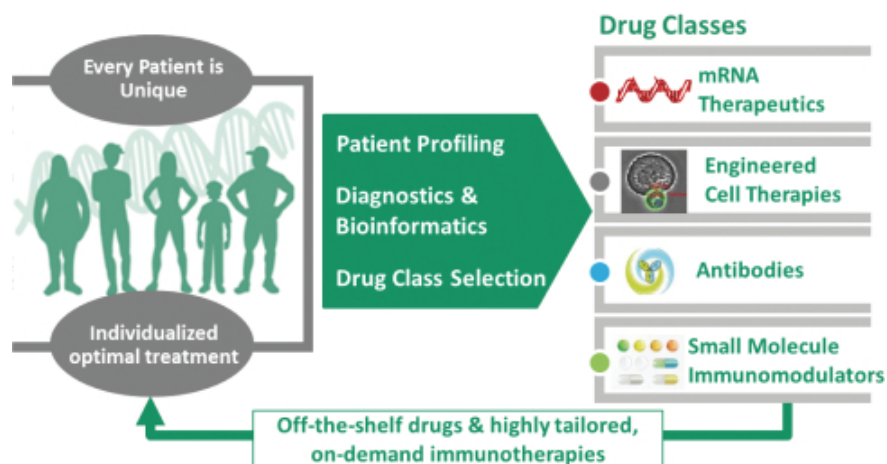 Every Patient is
Unique
Individualized
optimal treatment
Patient Profiling
Diagnostics &
Bioinformatics
Drug Class Selection
Drug Classes
mRNA
Therapeutics
Engineered
Cell Therapies
Antibodies
Small Molecule
Immunomodulators
Off-the-shelf drugs & highly tailored,
on-demand immunotherapies